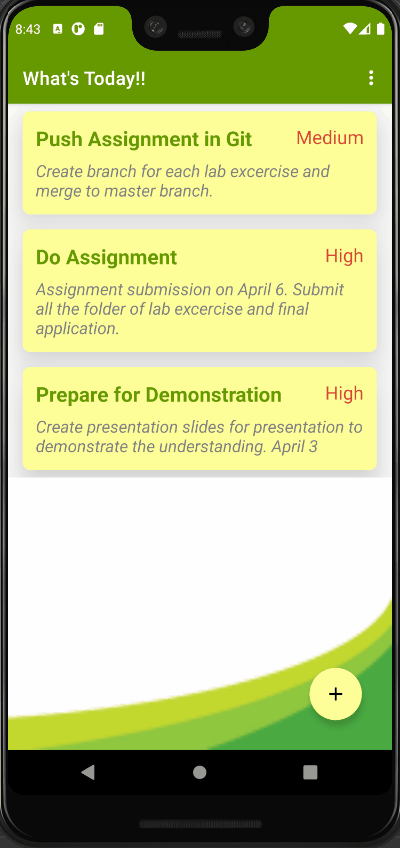 8:43
What's Today!!
Push Assignment in Git Medium
Create branch for each lab excercise and
merge to master branch.
Do Assignment High
Assignment submission on April 6. Submit
all the folder of lab excercise and final
application.
Prepare for Demonstration High
Create presentation slides for presentation to
demonstrate the understanding. April 3
+